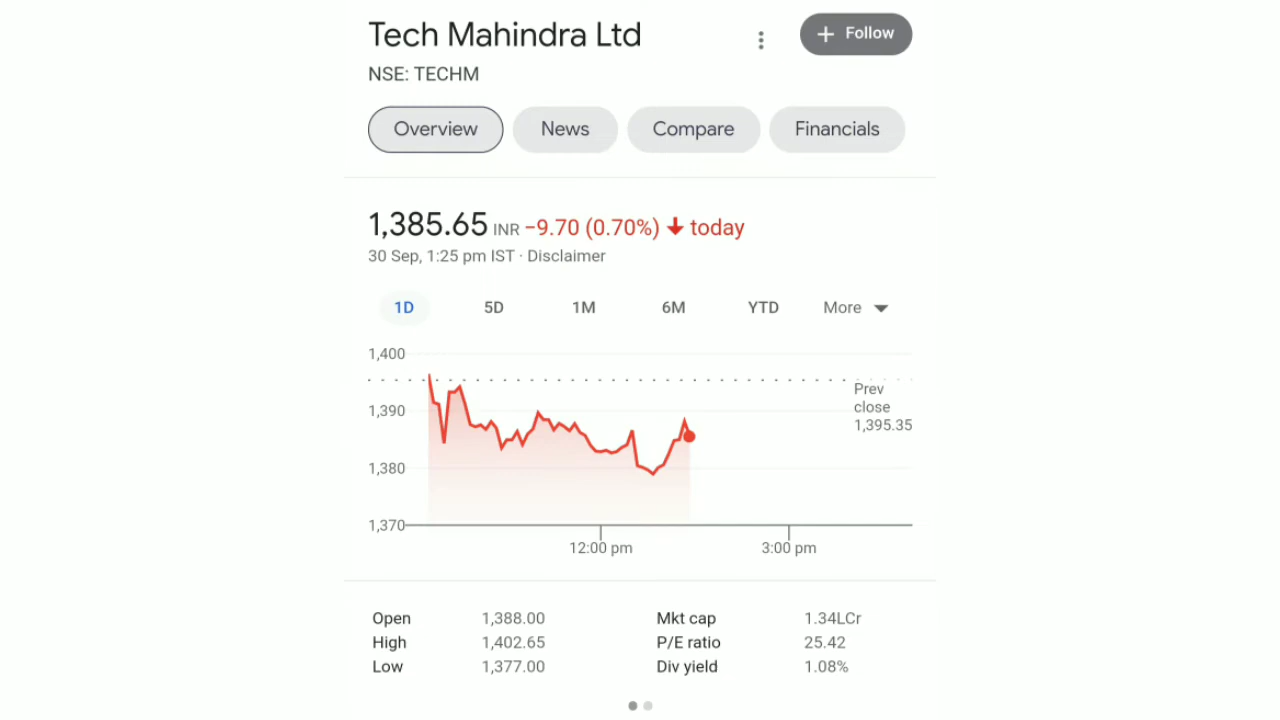 Tech Mahindra Ltd
+ Follow
NSE: TECHM
Overview News Compare Financials
1,385.65 INR −9.70 (0.70%) ↓ today
30 Sep, 1:25 pm IST · Disclaimer
1D 5D 1M 6M YTD More
1,400
Prev
close
1,395.35
1,390
1,380
1,370
12:00 pm 3:00 pm
Open 1,388.00 Mkt cap 1.34LCr
High 1,402.65 P/E ratio 25.42
Low 1,377.00 Div yield 1.08%